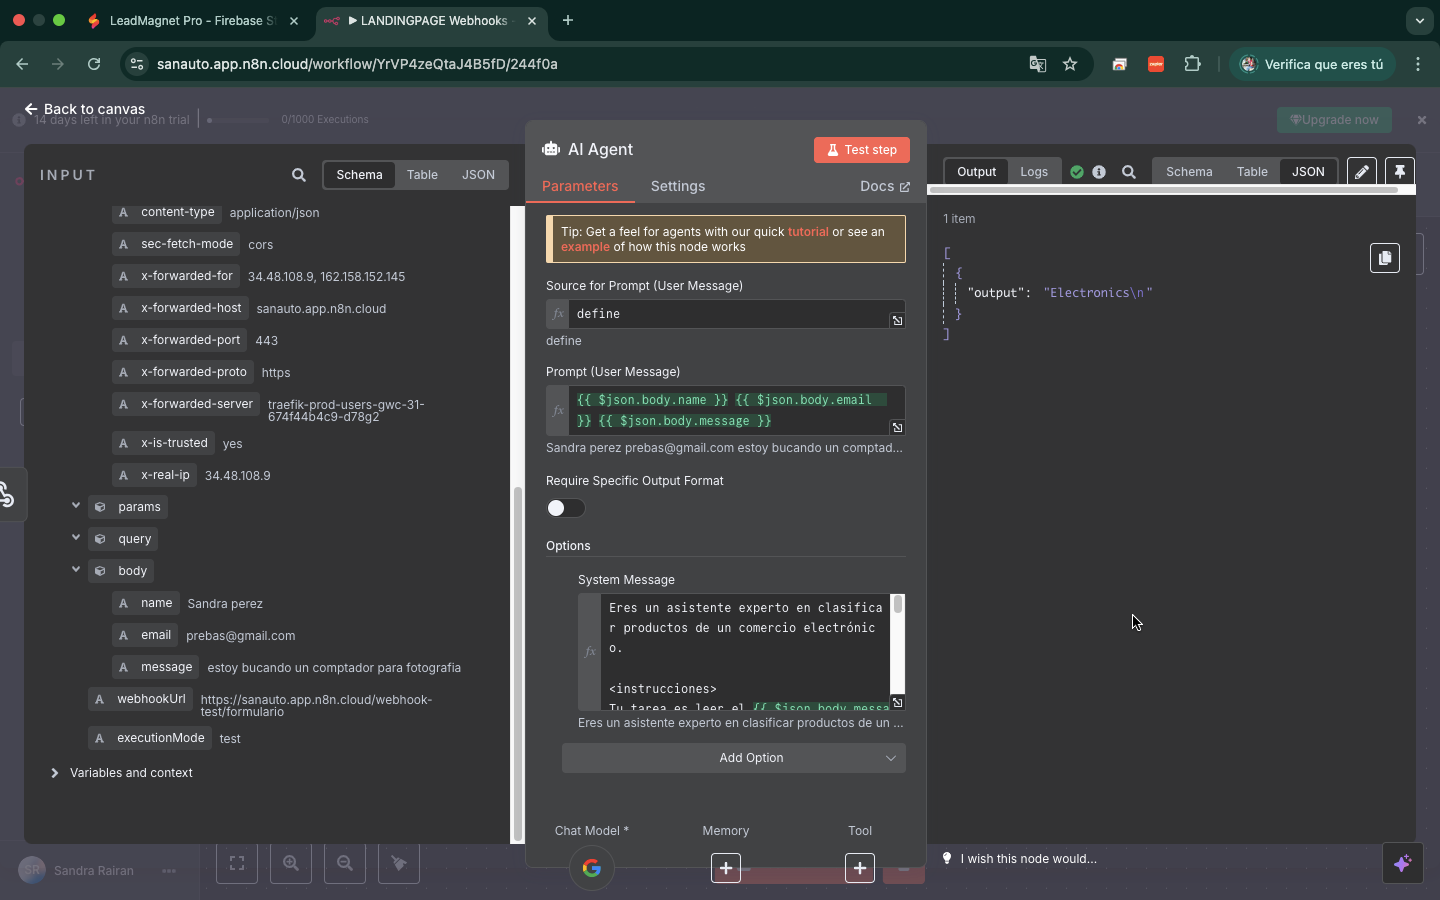 LeadMagnet Pro - Firebase S
▶ LANDINGPAGE Webhooks
sanauto.app.n8n.cloud/workflow/YrVP4zeQtaJ4B5fD/244f0a
Verifica que eres tú
Back to canvas
14 days left in your n8n trial
0/1000 Executions
Upgrade now
INPUT
Schema
Table
JSON
content-type application/json
sec-fetch-mode cors
x-forwarded-for 34.48.108.9, 162.158.152.145
x-forwarded-host sanauto.app.n8n.cloud
x-forwarded-port 443
x-forwarded-proto https
x-forwarded-server traefik-prod-users-gwc-31-
674f44b4c9-d78g2
x-is-trusted yes
x-real-ip 34.48.108.9
params
query
body
name Sandra perez
email prebas@gmail.com
message estoy bucando un comptador para fotografia
webhookUrl https://sanauto.app.n8n.cloud/webhook-
test/formulario
executionMode test
Variables and context
SR Sandra Rairan
AI Agent
Test step
Parameters
Settings
Docs
Tip: Get a feel for agents with our quick tutorial or see an
example of how this node works
Source for Prompt (User Message)
fx define
define
Prompt (User Message)
fx {{ $json.body.name }} {{ $json.body.email
}} {{ $json.body.message }}
Sandra perez prebas@gmail.com estoy bucando un comptad...
Require Specific Output Format
Options
System Message
Eres un asistente experto en clasifica
r productos de un comercio electrónic
o.
fx
<instrucciones>
Tu tarea es leer el {{ $json.body.messa
Eres un asistente experto en clasificar productos de un ...
Add Option
Chat Model *
Memory
Tool
Output
Logs
Schema
Table
JSON
1 item
[
{
"output": "Electronics\n"
}
]
I wish this node would...